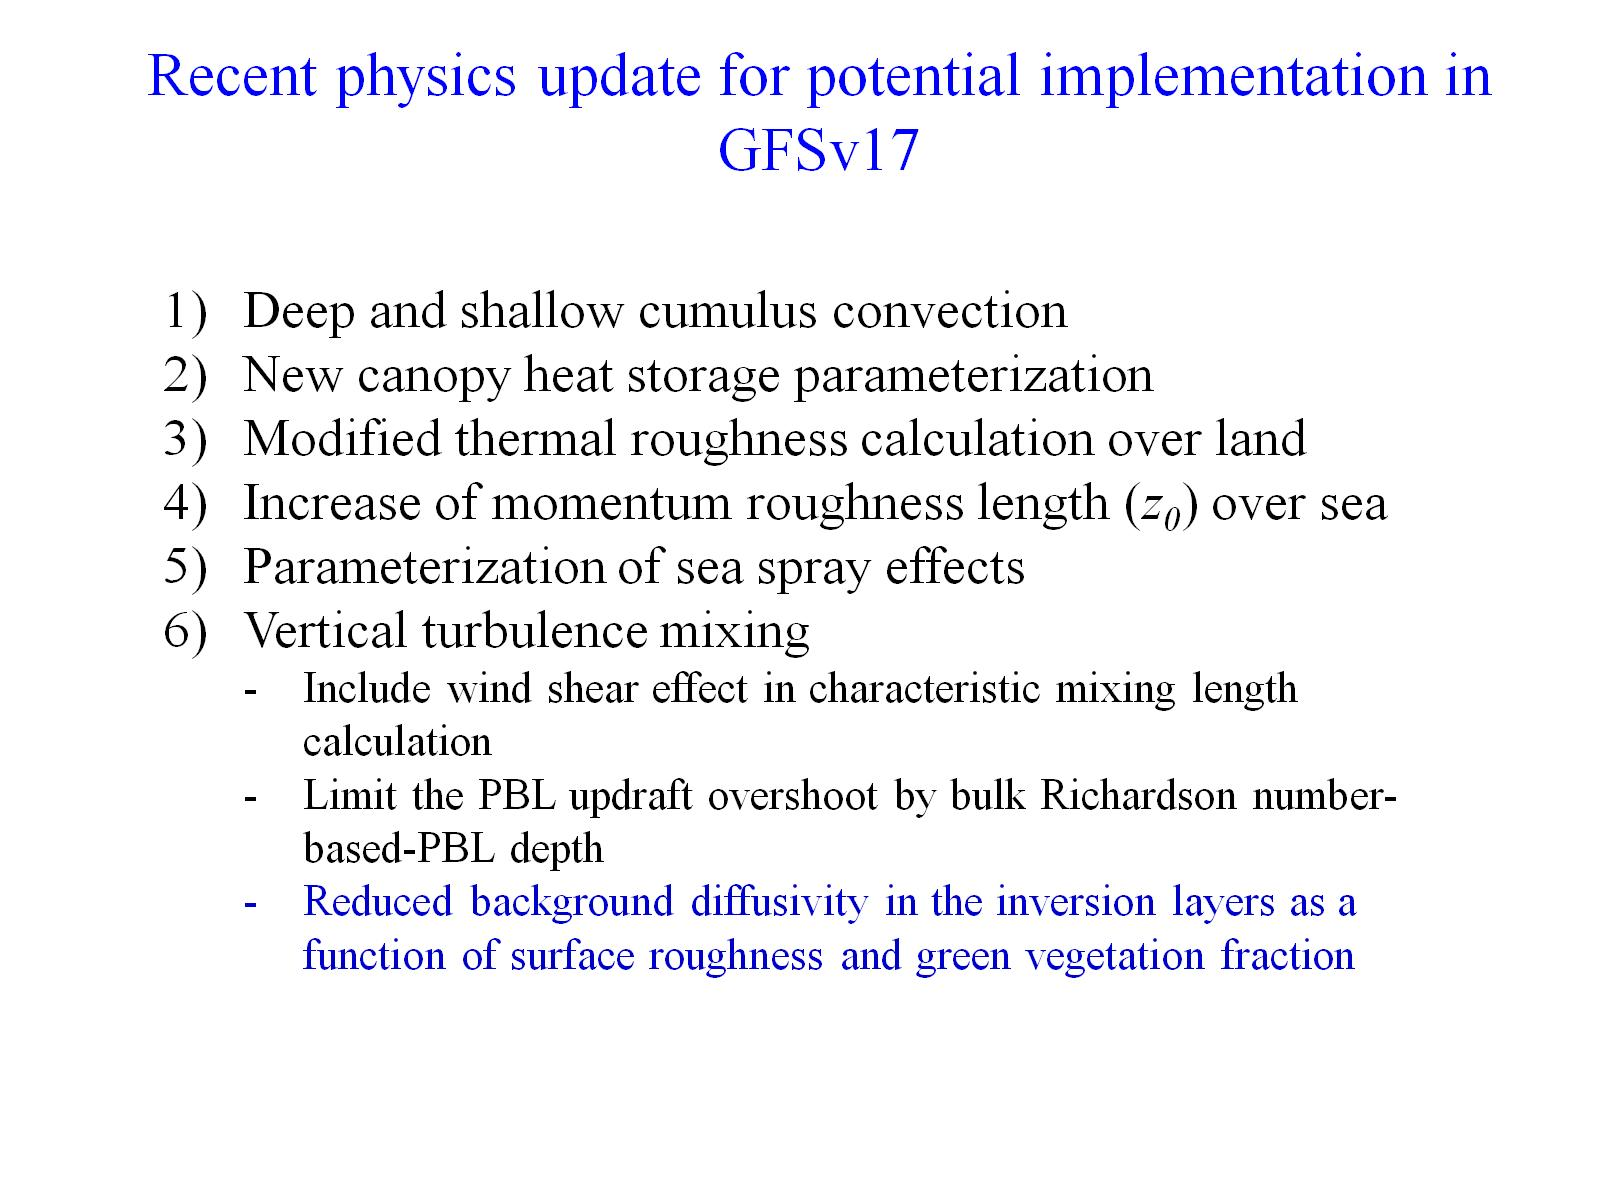 Recent physics update for potential implementation in
GFSv17
1) Deep and shallow cumulus convection
2) New canopy heat storage parameterization
3) Modified thermal roughness calculation over land
4) Increase of momentum roughness length (z0) over sea
5) Parameterization of sea spray effects
6) Vertical turbulence mixing
- Include wind shear effect in characteristic mixing length
calculation
- Limit the PBL updraft overshoot by bulk Richardson number-
based-PBL depth
- Reduced background diffusivity in the inversion layers as a
function of surface roughness and green vegetation fraction